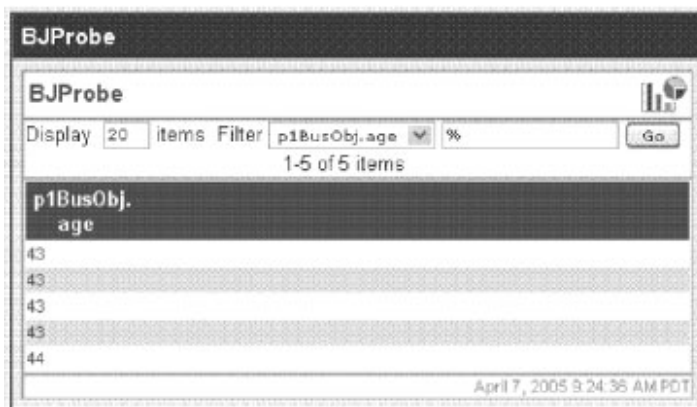 BJProbe
BJProbe
Display 20 items Filter p1BusObj.age % Go
1-5 of 5 items
p1BusObj.
age
43
43
43
43
44
April 7, 2005 9:24:36 AM PDT